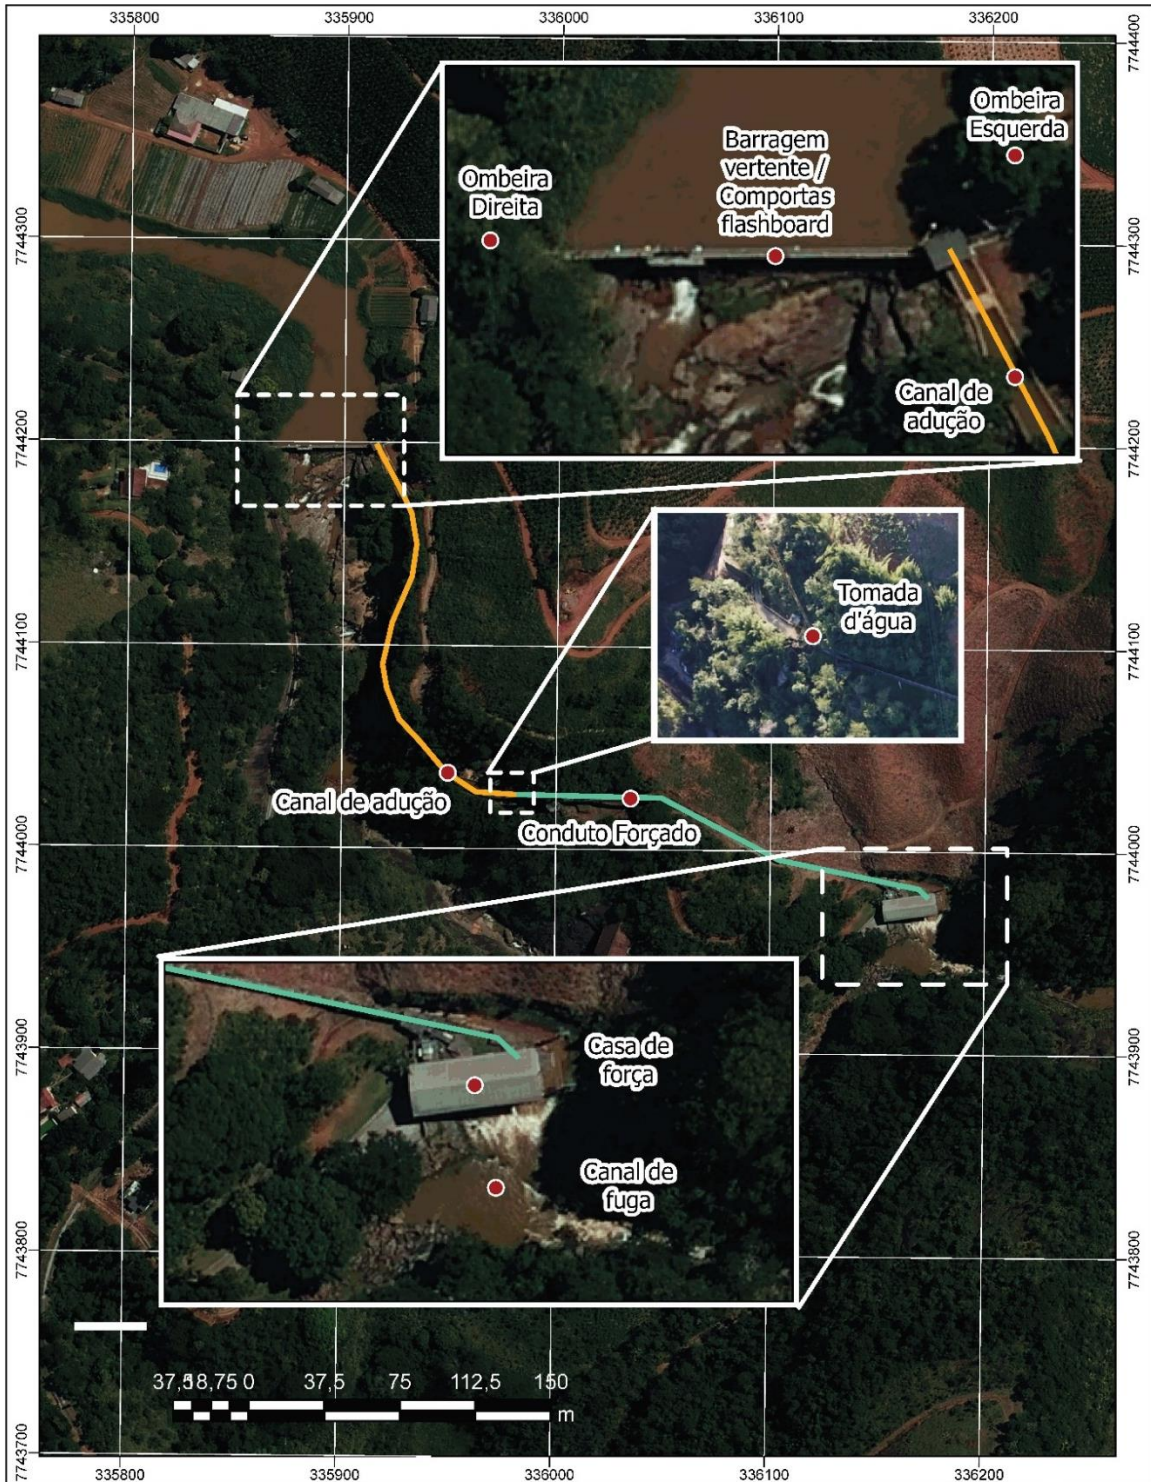 335800
335900
336000
336100
336200
7744400
Ombeira
Esquerda
Barragem
vertente /
Comportas
flashboard
Ombeira
Direita
7744300
7744300
Canal de
adução
7744200
7744200
Tomada
d'água
7744100
7744100
Canal de adução
Conduto Forçado
7744000
7744000
Casa de
força
7743900
7743900
Canal de
fuga
7743800
7743800
37,518,75 0 37,5 75 112,5 150
m
7743700
335800
335900
336000
336100
336200